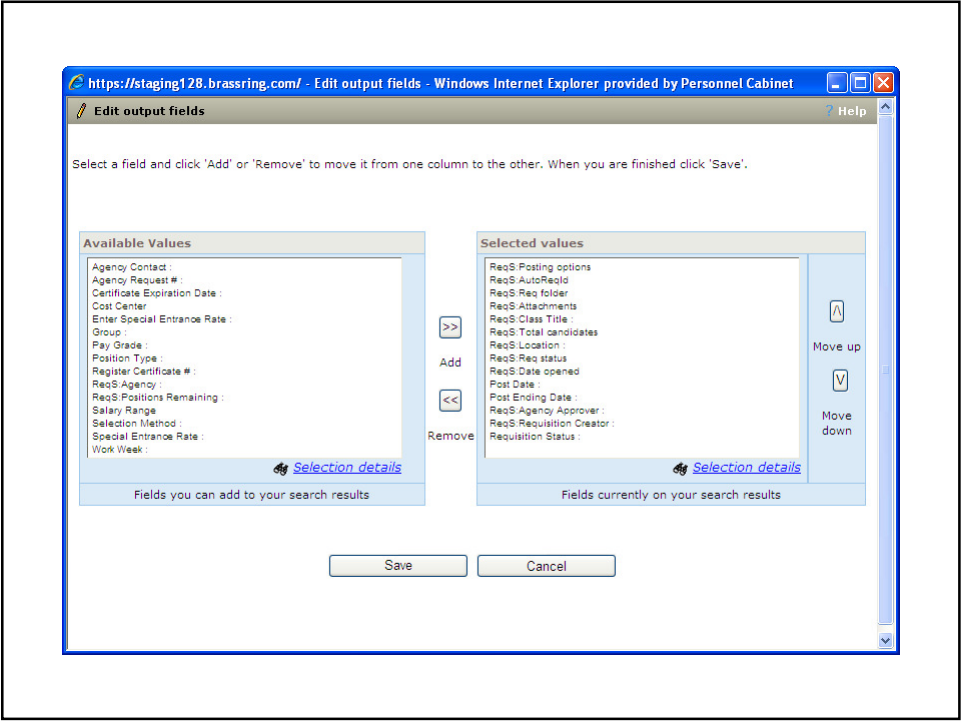 https://staging128.brassring.com/ - Edit output fields - Windows Internet Explorer provided by Personnel Cabinet
Edit output fields
? Help
Select a field and click 'Add' or 'Remove' to move it from one column to the other. When you are finished click 'Save'.
Available Values
Agency Contact :
Agency Request # :
Certificate Expiration Date :
Cost Center
Enter Special Entrance Rate :
Group :
Pay Grade :
Position Type :
Register Certificate # :
ReqS:Agency :
ReqS:Positions Remaining :
Salary Range
Selection Method :
Special Entrance Rate :
Work Week :
Selection details
Fields you can add to your search results
>>
Add
<<
Remove
Selected values
ReqS:Posting options
ReqS:AutoReqId
ReqS:Req folder
ReqS:Attachments
ReqS:Class Title :
ReqS:Total candidates
ReqS:Location :
ReqS:Req status
ReqS:Date opened
Post Date :
Post Ending Date :
ReqS:Agency Approver :
ReqS:Requisition Creator :
Requisition Status :
Selection details
Fields currently on your search results
/\
Move up
V
Move
down
Save
Cancel